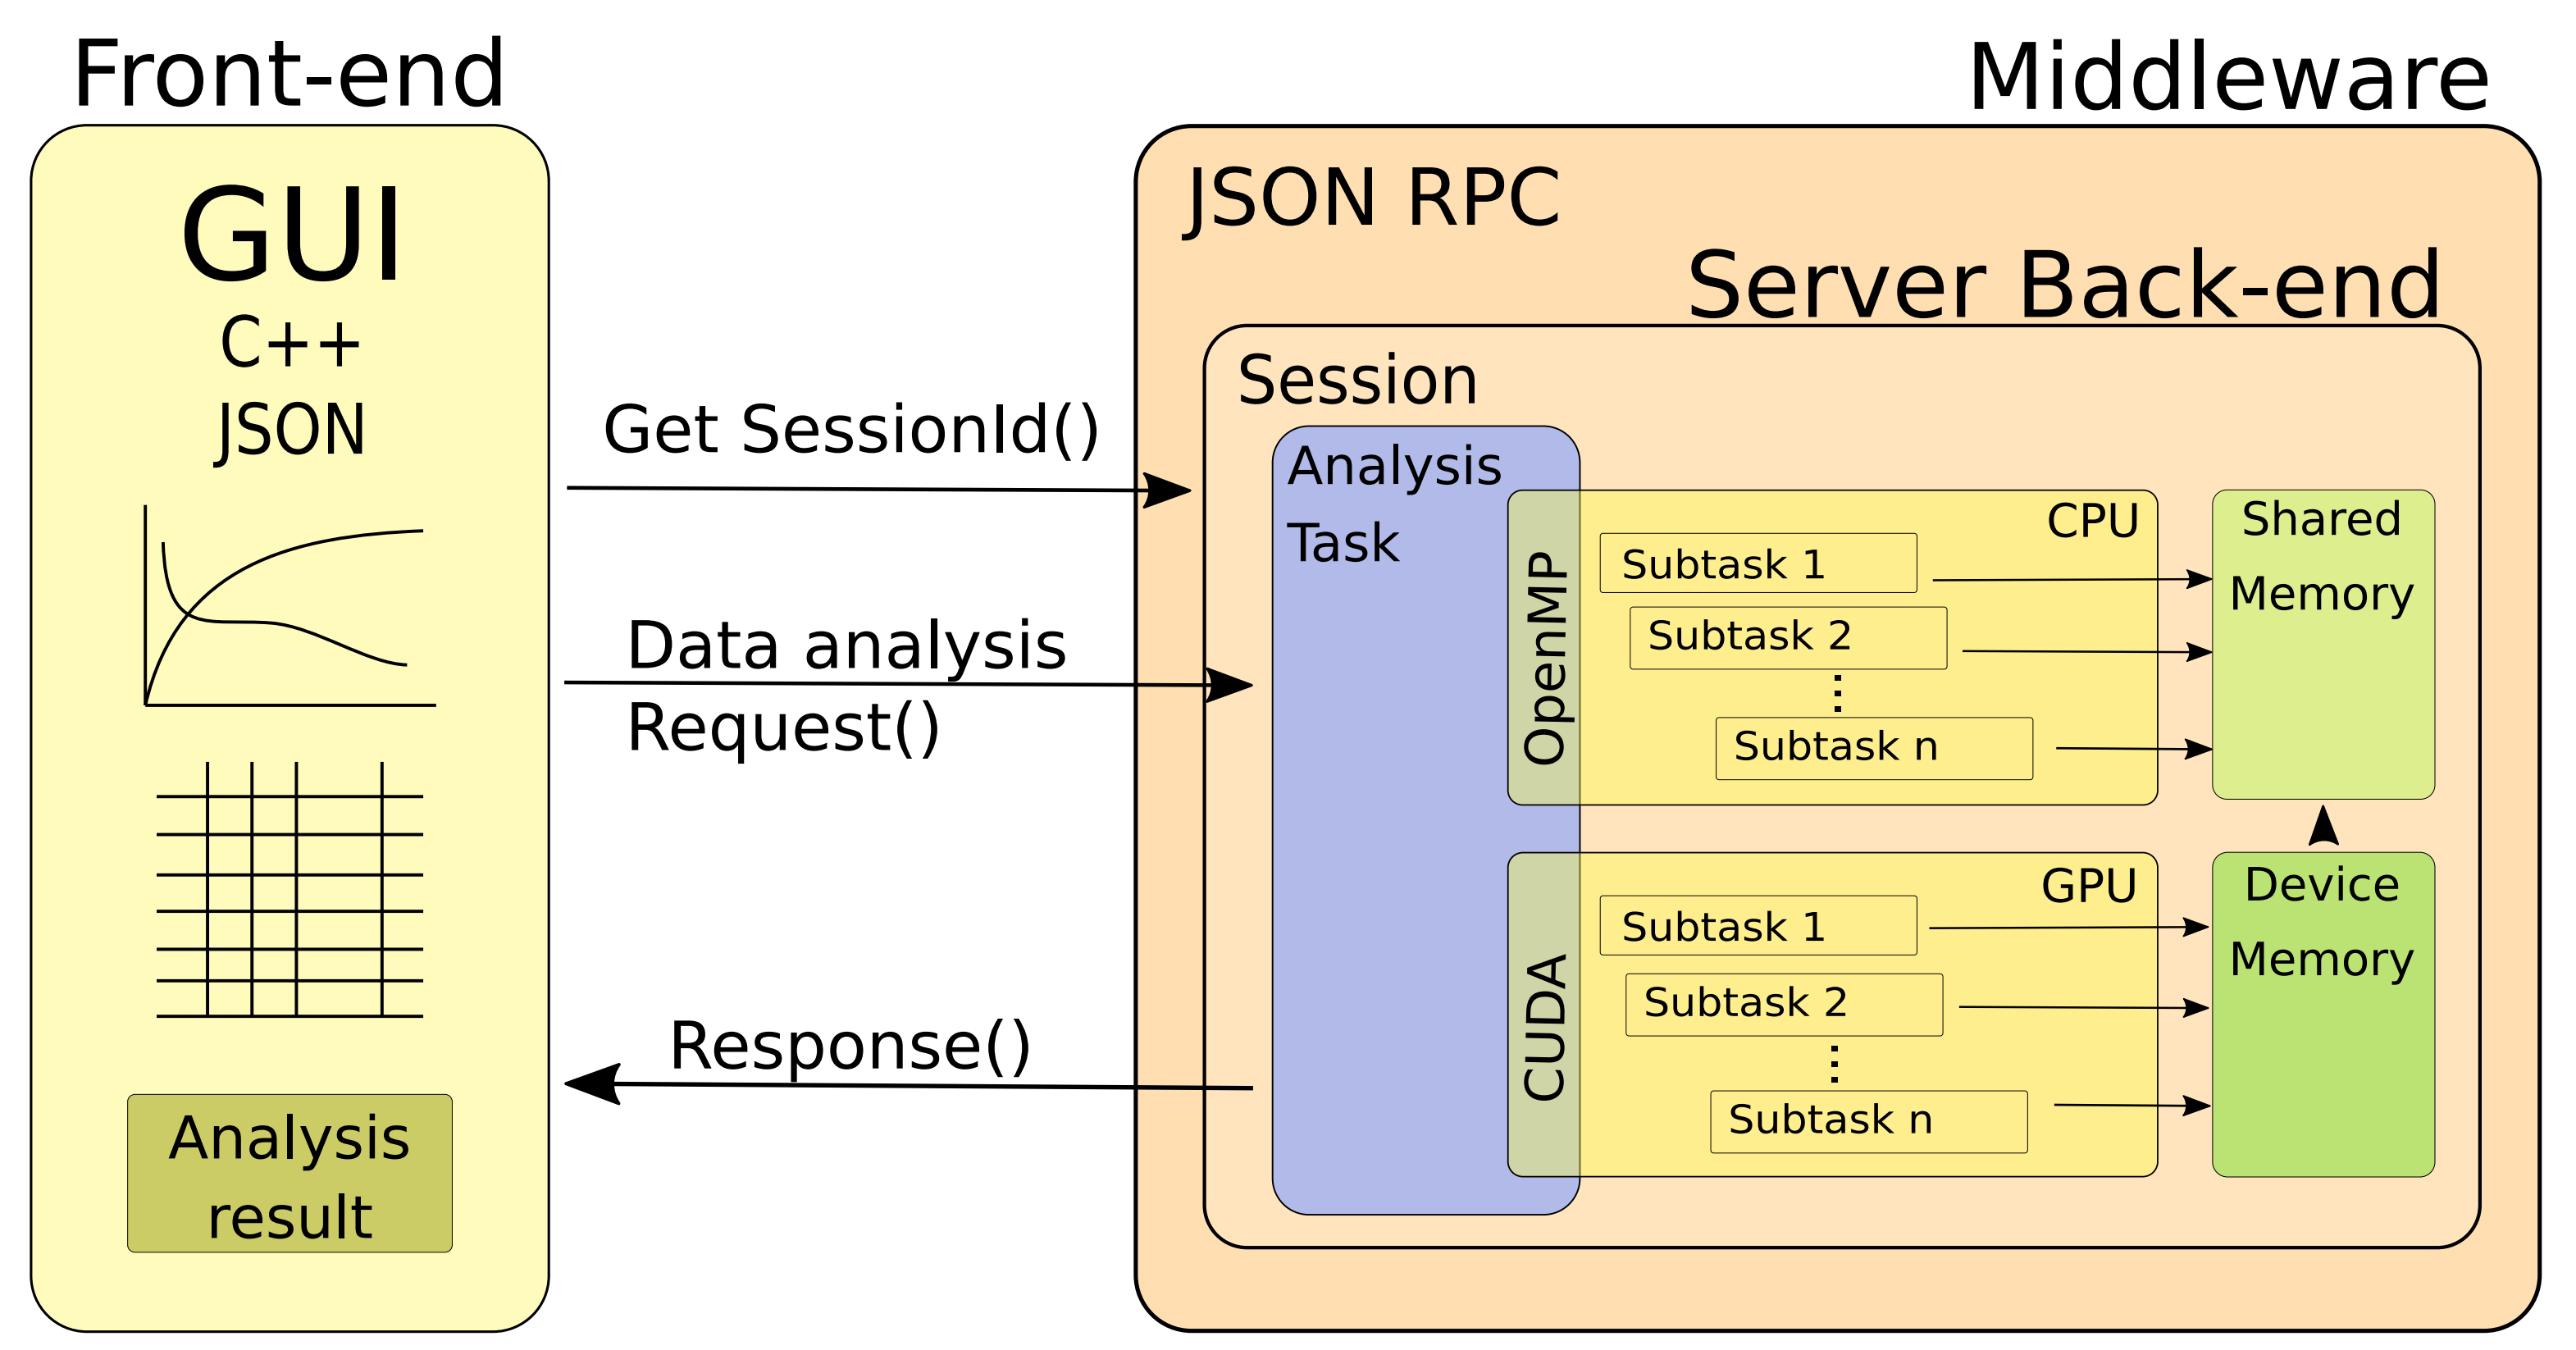 Front-end
GUI
C++
JSON
Analysis
result
Get SessionId()
Data analysis
Request()
Response()
Middleware
JSON RPC
Server Back-end
Session
Analysis
Task
OpenMP
CPU
Subtask 1
Subtask 2
Subtask n
Shared
Memory
CUDA
GPU
Subtask 1
Subtask 2
Subtask n
Device
Memory